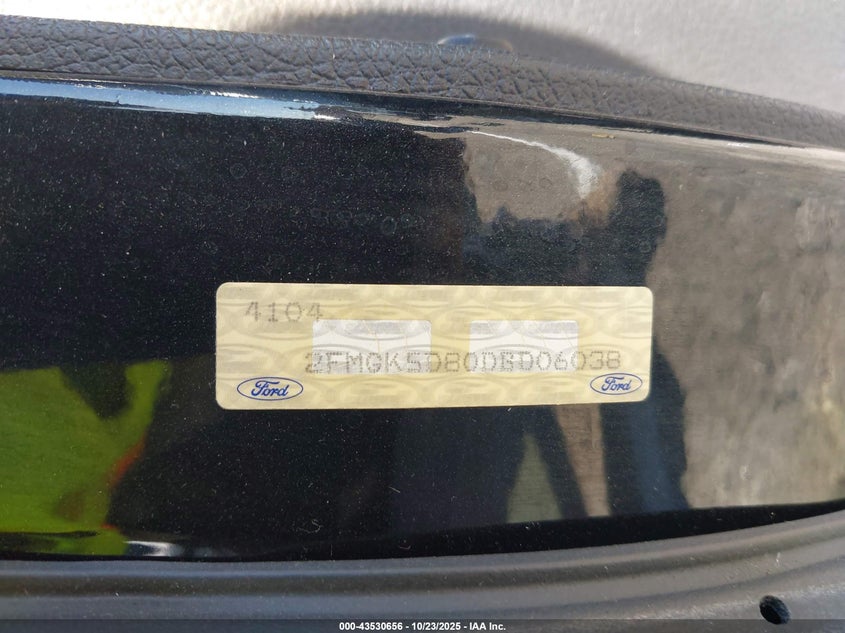 4104
2FMGK5D80DBD06038
Ford Ford
000-43530656 - 10/23/2025 - IAA Inc.